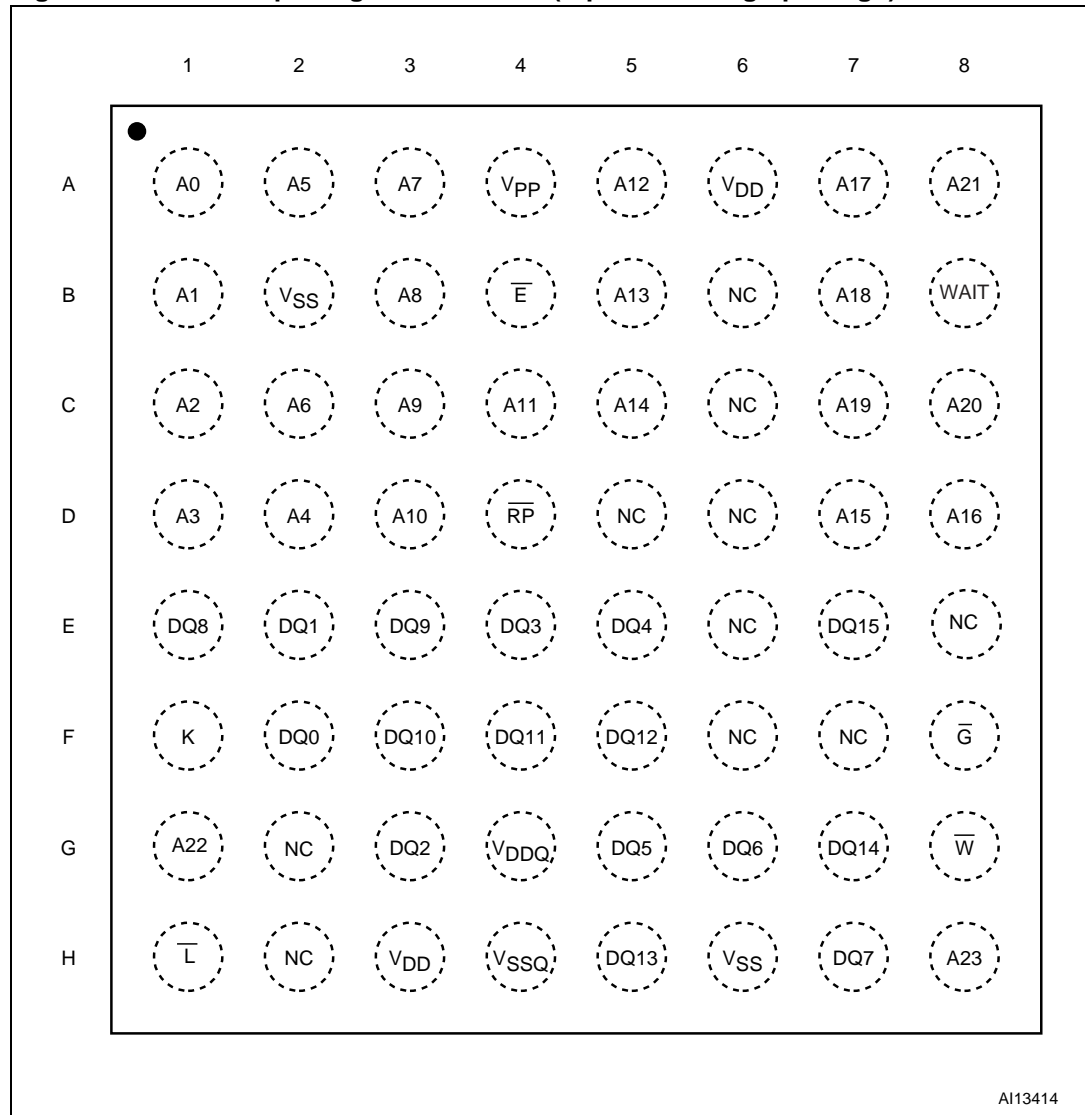 1 2 3 4 5 6 7 8
A A0 A5 A7 VPP A12 VDD A17 A21
B A1 VSS A8 E̅ A13 NC A18 WAIT
C A2 A6 A9 A11 A14 NC A19 A20
D A3 A4 A10 R̅P̅ NC NC A15 A16
E DQ8 DQ1 DQ9 DQ3 DQ4 NC DQ15 NC
F K DQ0 DQ10 DQ11 DQ12 NC NC G̅
G A22 NC DQ2 VDDQ DQ5 DQ6 DQ14 W̅
H L̅ NC VDD VSSQ DQ13 VSS DQ7 A23
AI13414